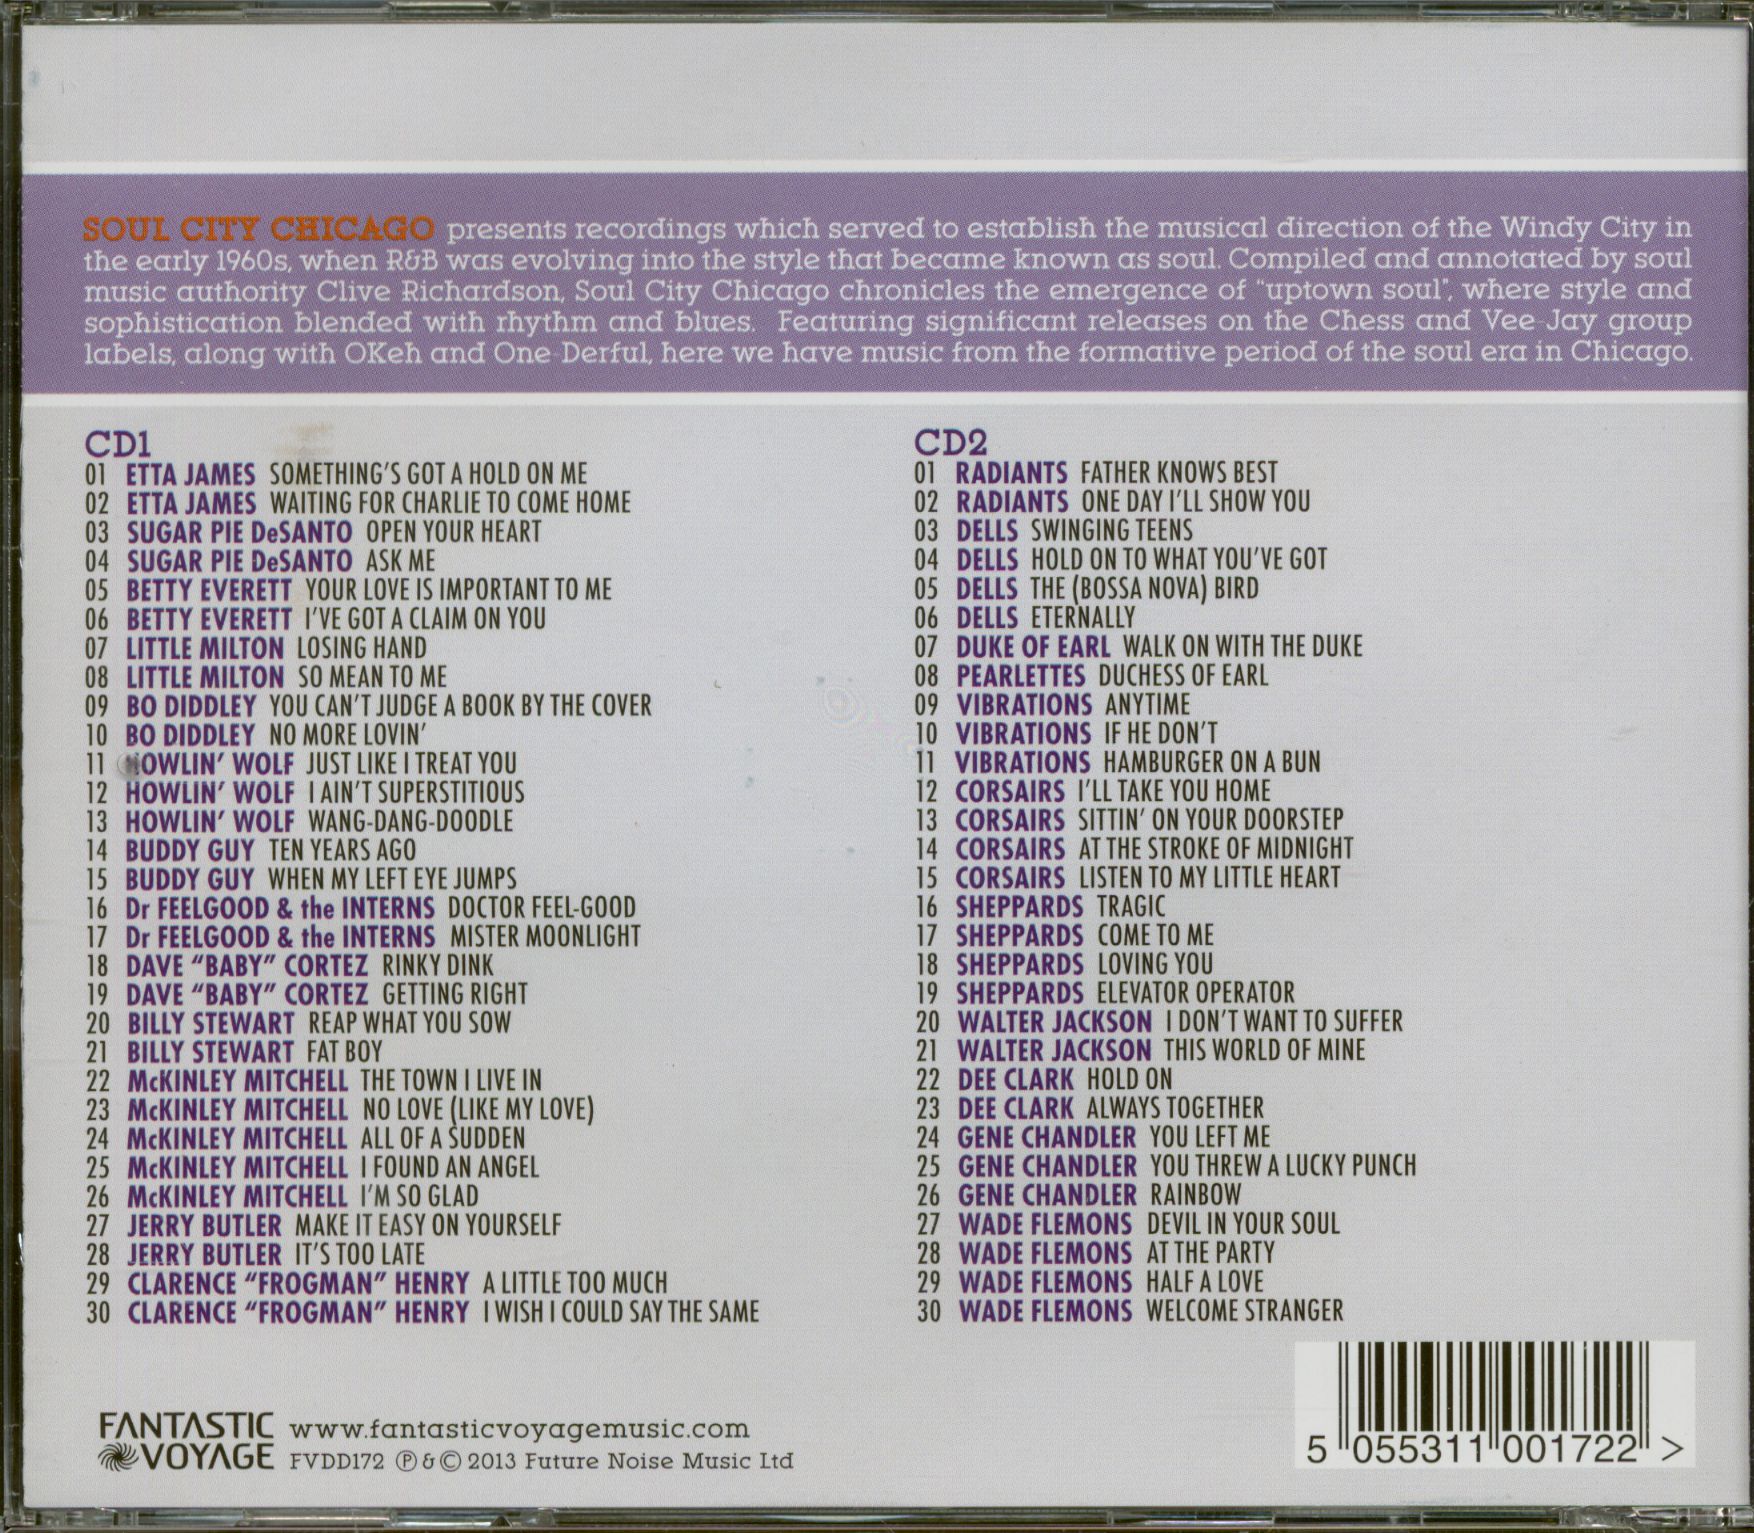 SOUL CITY CHICAGO presents recordings which served to establish the musical direction of the Windy City in
the early 1960s, when R&B was evolving into the style that became known as soul. Compiled and annotated by soul
music authority Clive Richardson, Soul City Chicago chronicles the emergence of "uptown soul", where style and
sophistication blended with rhythm and blues. Featuring significant releases on the Chess and Vee-Jay group
labels, along with OKeh and One-Derful, here we have music from the formative period of the soul era in Chicago.
CD1
01 ETTA JAMES SOMETHING'S GOT A HOLD ON ME
02 ETTA JAMES WAITING FOR CHARLIE TO COME HOME
03 SUGAR PIE DeSANTO OPEN YOUR HEART
04 SUGAR PIE DeSANTO ASK ME
05 BETTY EVERETT YOUR LOVE IS IMPORTANT TO ME
06 BETTY EVERETT I'VE GOT A CLAIM ON YOU
07 LITTLE MILTON LOSING HAND
08 LITTLE MILTON SO MEAN TO ME
09 BO DIDDLEY YOU CAN'T JUDGE A BOOK BY THE COVER
10 BO DIDDLEY NO MORE LOVIN'
11 HOWLIN' WOLF JUST LIKE I TREAT YOU
12 HOWLIN' WOLF I AIN'T SUPERSTITIOUS
13 HOWLIN' WOLF WANG-DANG-DOODLE
14 BUDDY GUY TEN YEARS AGO
15 BUDDY GUY WHEN MY LEFT EYE JUMPS
16 Dr FEELGOOD & the INTERNS DOCTOR FEEL-GOOD
17 Dr FEELGOOD & the INTERNS MISTER MOONLIGHT
18 DAVE "BABY" CORTEZ RINKY DINK
19 DAVE "BABY" CORTEZ GETTING RIGHT
20 BILLY STEWART REAP WHAT YOU SOW
21 BILLY STEWART FAT BOY
22 McKINLEY MITCHELL THE TOWN I LIVE IN
23 McKINLEY MITCHELL NO LOVE (LIKE MY LOVE)
24 McKINLEY MITCHELL ALL OF A SUDDEN
25 McKINLEY MITCHELL I FOUND AN ANGEL
26 McKINLEY MITCHELL I'M SO GLAD
27 JERRY BUTLER MAKE IT EASY ON YOURSELF
28 JERRY BUTLER IT'S TOO LATE
29 CLARENCE "FROGMAN" HENRY A LITTLE TOO MUCH
30 CLARENCE "FROGMAN" HENRY I WISH I COULD SAY THE SAME
CD2
01 RADIANTS FATHER KNOWS BEST
02 RADIANTS ONE DAY I'LL SHOW YOU
03 DELLS SWINGING TEENS
04 DELLS HOLD ON TO WHAT YOU'VE GOT
05 DELLS THE (BOSSA NOVA) BIRD
06 DELLS ETERNALLY
07 DUKE OF EARL WALK ON WITH THE DUKE
08 PEARLETTES DUCHESS OF EARL
09 VIBRATIONS ANYTIME
10 VIBRATIONS IF HE DON'T
11 VIBRATIONS HAMBURGER ON A BUN
12 CORSAIRS I'LL TAKE YOU HOME
13 CORSAIRS SITTIN' ON YOUR DOORSTEP
14 CORSAIRS AT THE STROKE OF MIDNIGHT
15 CORSAIRS LISTEN TO MY LITTLE HEART
16 SHEPPARDS TRAGIC
17 SHEPPARDS COME TO ME
18 SHEPPARDS LOVING YOU
19 SHEPPARDS ELEVATOR OPERATOR
20 WALTER JACKSON I DON'T WANT TO SUFFER
21 WALTER JACKSON THIS WORLD OF MINE
22 DEE CLARK HOLD ON
23 DEE CLARK ALWAYS TOGETHER
24 GENE CHANDLER YOU LEFT ME
25 GENE CHANDLER YOU THREW A LUCKY PUNCH
26 GENE CHANDLER RAINBOW
27 WADE FLEMONS DEVIL IN YOUR SOUL
28 WADE FLEMONS AT THE PARTY
29 WADE FLEMONS HALF A LOVE
30 WADE FLEMONS WELCOME STRANGER
FANTASTIC
VOYAGE
www.fantasticvoyagemusic.com
FVDD172 ℗ & © 2013 Future Noise Music Ltd
5 055311 001722 >